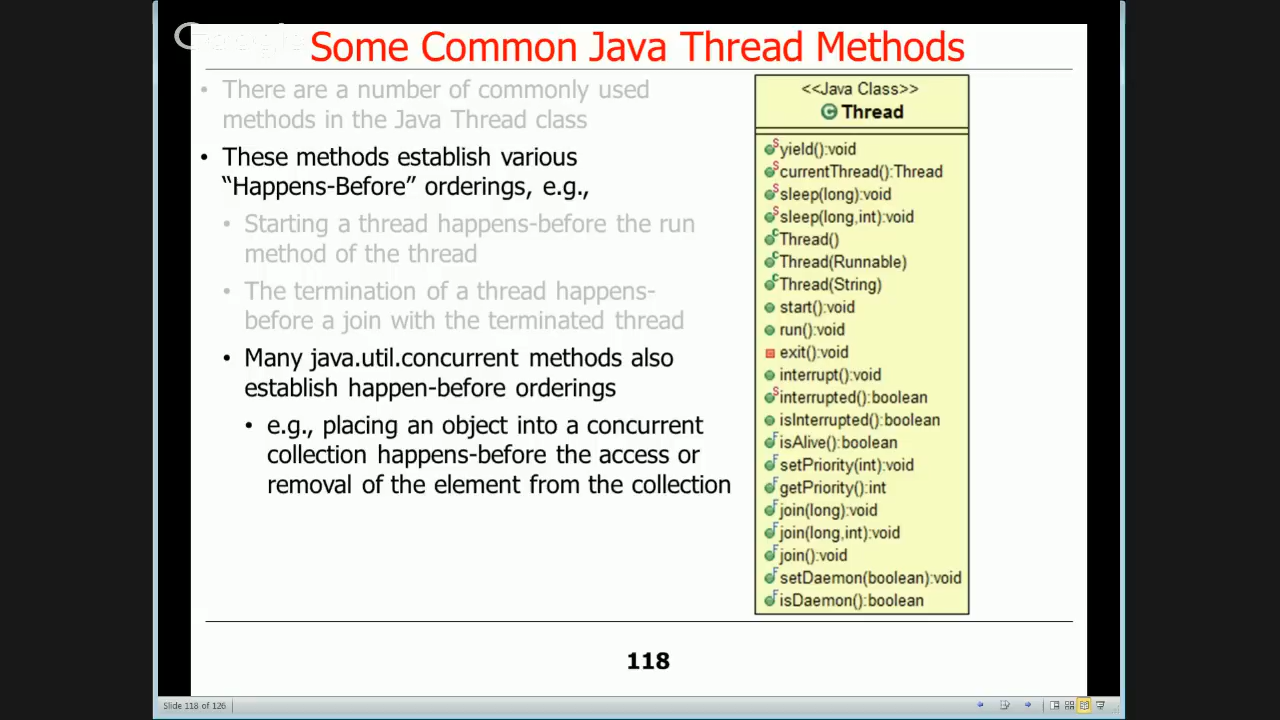 Google
Some Common Java Thread Methods
• There are a number of commonly used
methods in the Java Thread class
• These methods establish various
“Happens-Before” orderings, e.g.,
• Starting a thread happens-before the run
method of the thread
• The termination of a thread happens-
before a join with the terminated thread
• Many java.util.concurrent methods also
establish happen-before orderings
• e.g., placing an object into a concurrent
collection happens-before the access or
removal of the element from the collection
<<Java Class>>
C Thread
S yield():void
S currentThread():Thread
S sleep(long):void
S sleep(long,int):void
C Thread()
C Thread(Runnable)
C Thread(String)
start():void
run():void
exit():void
interrupt():void
S interrupted():boolean
isInterrupted():boolean
F isAlive():boolean
F setPriority(int):void
F getPriority():int
F join(long):void
F join(long,int):void
F join():void
F setDaemon(boolean):void
F isDaemon():boolean
118
Slide 118 of 126